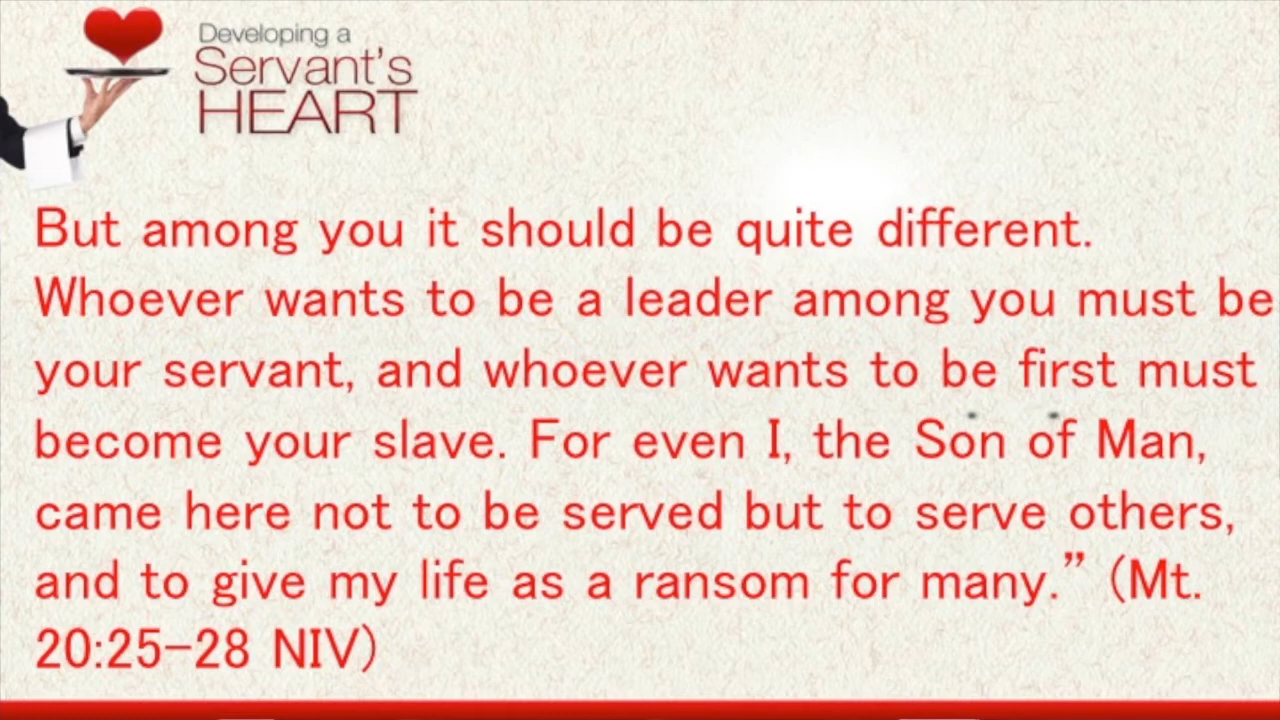 Developing a
Servant's
HEART
But among you it should be quite different.
Whoever wants to be a leader among you must be
your servant, and whoever wants to be first must
become your slave. For even I, the Son of Man,
came here not to be served but to serve others,
and to give my life as a ransom for many.” (Mt.
20:25-28 NIV)